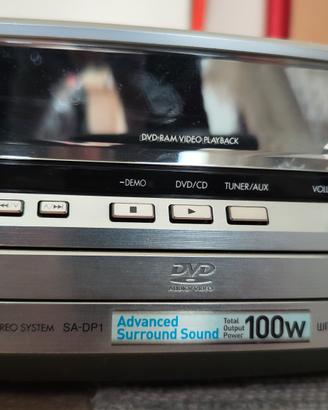 DVD-RAM VIDEO PLAYBACK
–DEMO DVD/CD TUNER/AUX
DVD
AUDIO/VIDEO
SA-DP1
Advanced
Surround Sound
Total
Output
Power
100W